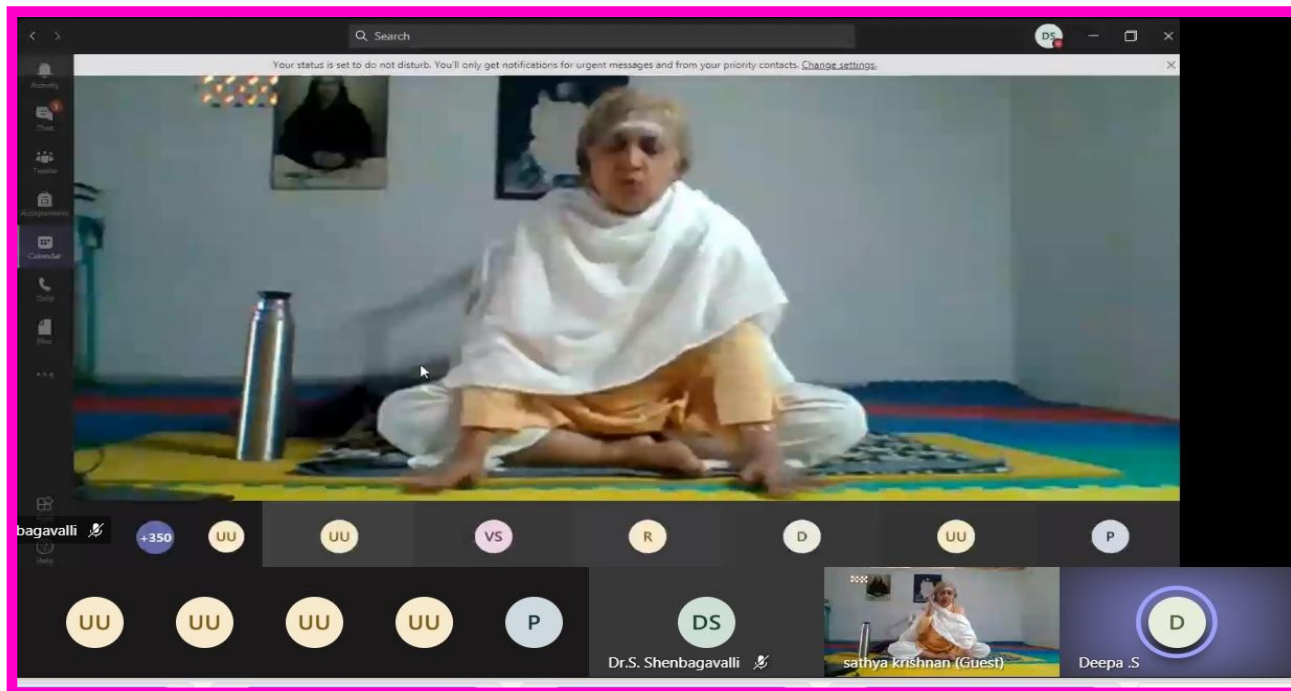 Search
DS
Your status is set to do not disturb. You'll only get notifications for urgent messages and from your priority contacts. Change settings.
Activity
Chat
Teams
Assignments
Calendar
Calls
Files
...
Help
bagavalli
+350
UU
UU
VS
R
D
UU
P
UU
UU
UU
UU
P
DS
D
Dr.S. Shenbagavalli
sathya krishnan (Guest)
Deepa .S